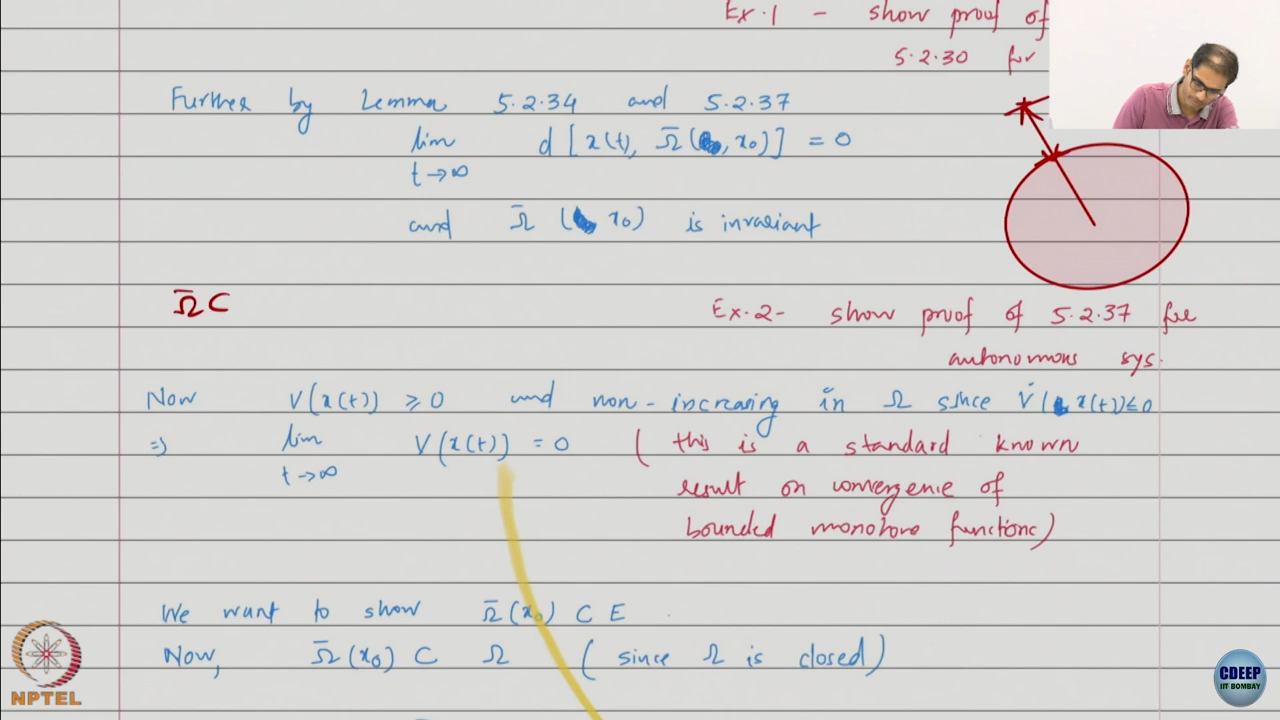 Ex.1 - show proof of
5.2.30 for
Further by Lemma 5.2.34 and 5.2.37
lim d[x(t), Ω̄( , x₀)] = 0
t→∞
and Ω̄( x₀) is invariant
Ω̄ ⊂
Ex.2- show proof of 5.2.37 for
autonomous sys.
Now V(x(t)) ⩾ 0 and non-increasing in Ω since V̇( x(t)) ≤ 0
⇒ lim V(x(t)) = 0 ( this is a standard known
t→∞
result on convergenie of
bounded monotone functions)
We want to show Ω̄(x₀) ⊂ E
Now, Ω̄(x₀) ⊂ Ω ( since Ω is closed)
NPTEL
CDEEP
IIT BOMBAY